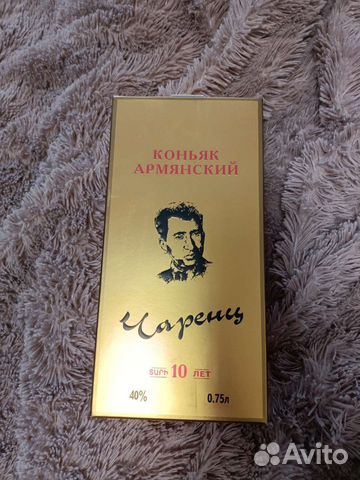 КОНЬЯК
АРМЯНСКИЙ
Чаренц
ՏԱՐԻ 10 ЛЕТ
40% 0.75л
Avito